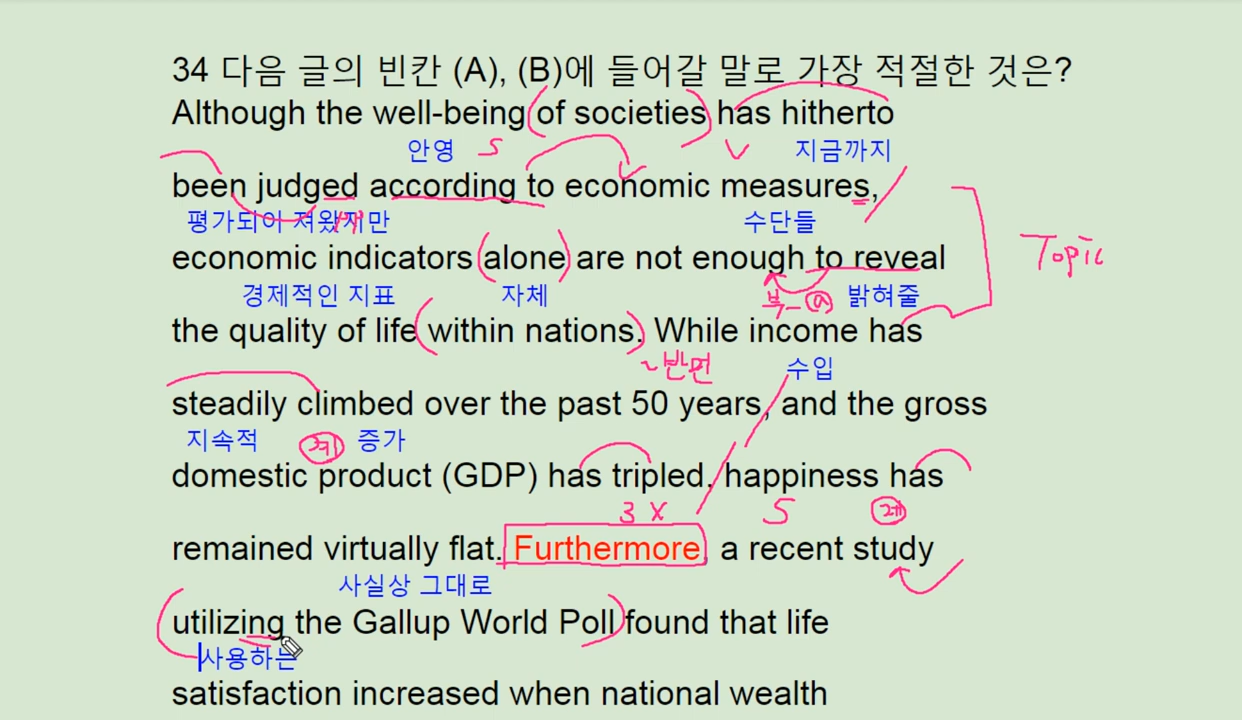 34 다음 글의 빈칸 (A), (B)에 들어갈 말로 가장 적절한 것은?
Although the well-being of societies has hitherto
안영 S V 지금까지
been judged according to economic measures,
평가되어 져왔지만 수단들
economic indicators alone are not enough to reveal
Topic
경제적인 지표 자체 부-ⓐ 밝혀줄
the quality of life within nations. While income has
~반면 수입
steadily climbed over the past 50 years, and the gross
지속적 증가
domestic product (GDP) has tripled, happiness has
3 X S
remained virtually flat. Furthermore, a recent study
사실상 그대로
utilizing the Gallup World Poll found that life
사용하는
satisfaction increased when national wealth